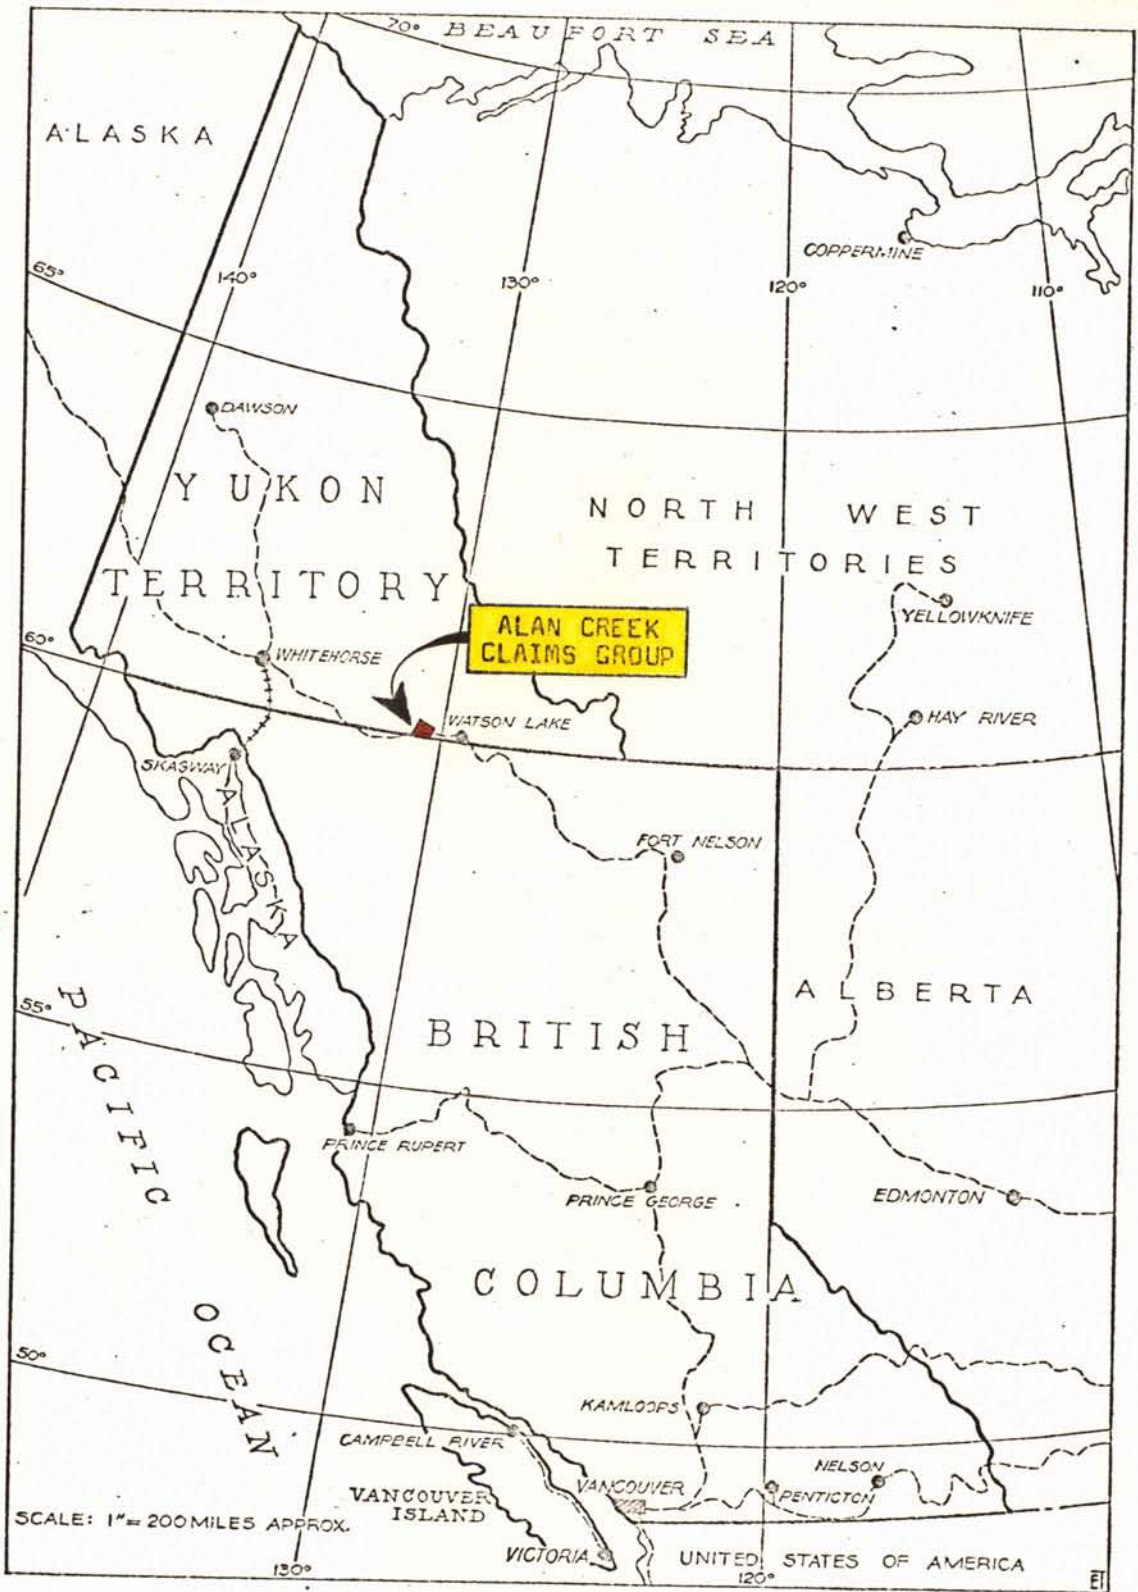 70° BEAUFORT SEA
ALASKA
COPPERMINE
65°
140°
130°
120°
110°
DAWSON
YUKON
TERRITORY
NORTH WEST
TERRITORIES
YELLOWKNIFE
ALAN CREEK
CLAIMS GROUP
60°
WHITEHORSE
WATSON LAKE
HAY RIVER
SKAGWAY
ALASKA
FORT NELSON
ALBERTA
55°
BRITISH
PACIFIC
PRINCE RUPERT
PRINCE GEORGE
EDMONTON
COLUMBIA
OCEAN
50°
KAMLOOPS
CAMPBELL RIVER
NELSON
VANCOUVER
PENTICTON
VANCOUVER
ISLAND
SCALE: 1"= 200 MILES APPROX.
VICTORIA
UNITED STATES OF AMERICA
130°
120°